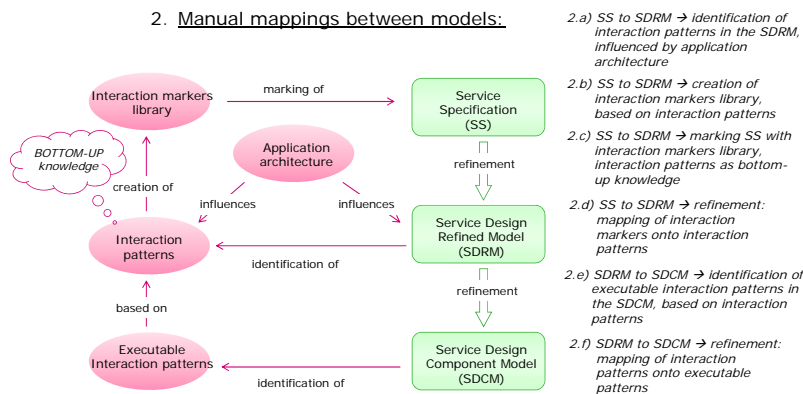 2. Manual mappings between models:
Interaction markers
library
marking of
Service
Specification
(SS)
BOTTOM-UP
knowledge
Application
architecture
refinement
creation of
influences
influences
Interaction
patterns
Service Design
Refined Model
(SDRM)
identification of
refinement
based on
Executable
Interaction patterns
Service Design
Component Model
(SDCM)
identification of
2.a) SS to SDRM → identification of
interaction patterns in the SDRM,
influenced by application
architecture
2.b) SS to SDRM → creation of
interaction markers library,
based on interaction patterns
2.c) SS to SDRM → marking SS with
interaction markers library,
interaction patterns as bottom-
up knowledge
2.d) SS to SDRM → refinement:
mapping of interaction
markers onto interaction
patterns
2.e) SDRM to SDCM → identification of
executable interaction patterns in
the SDCM, based on interaction
patterns
2.f) SDRM to SDCM → refinement:
mapping of interaction
patterns onto executable
patterns